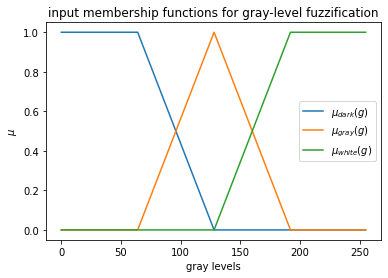 input membership functions for gray-level fuzzification
1.0
0.8
0.6
0.4
0.2
0.0
μ
μdark(g)
μgray(g)
μwhite(g)
0 50 100 150 200 250
gray levels